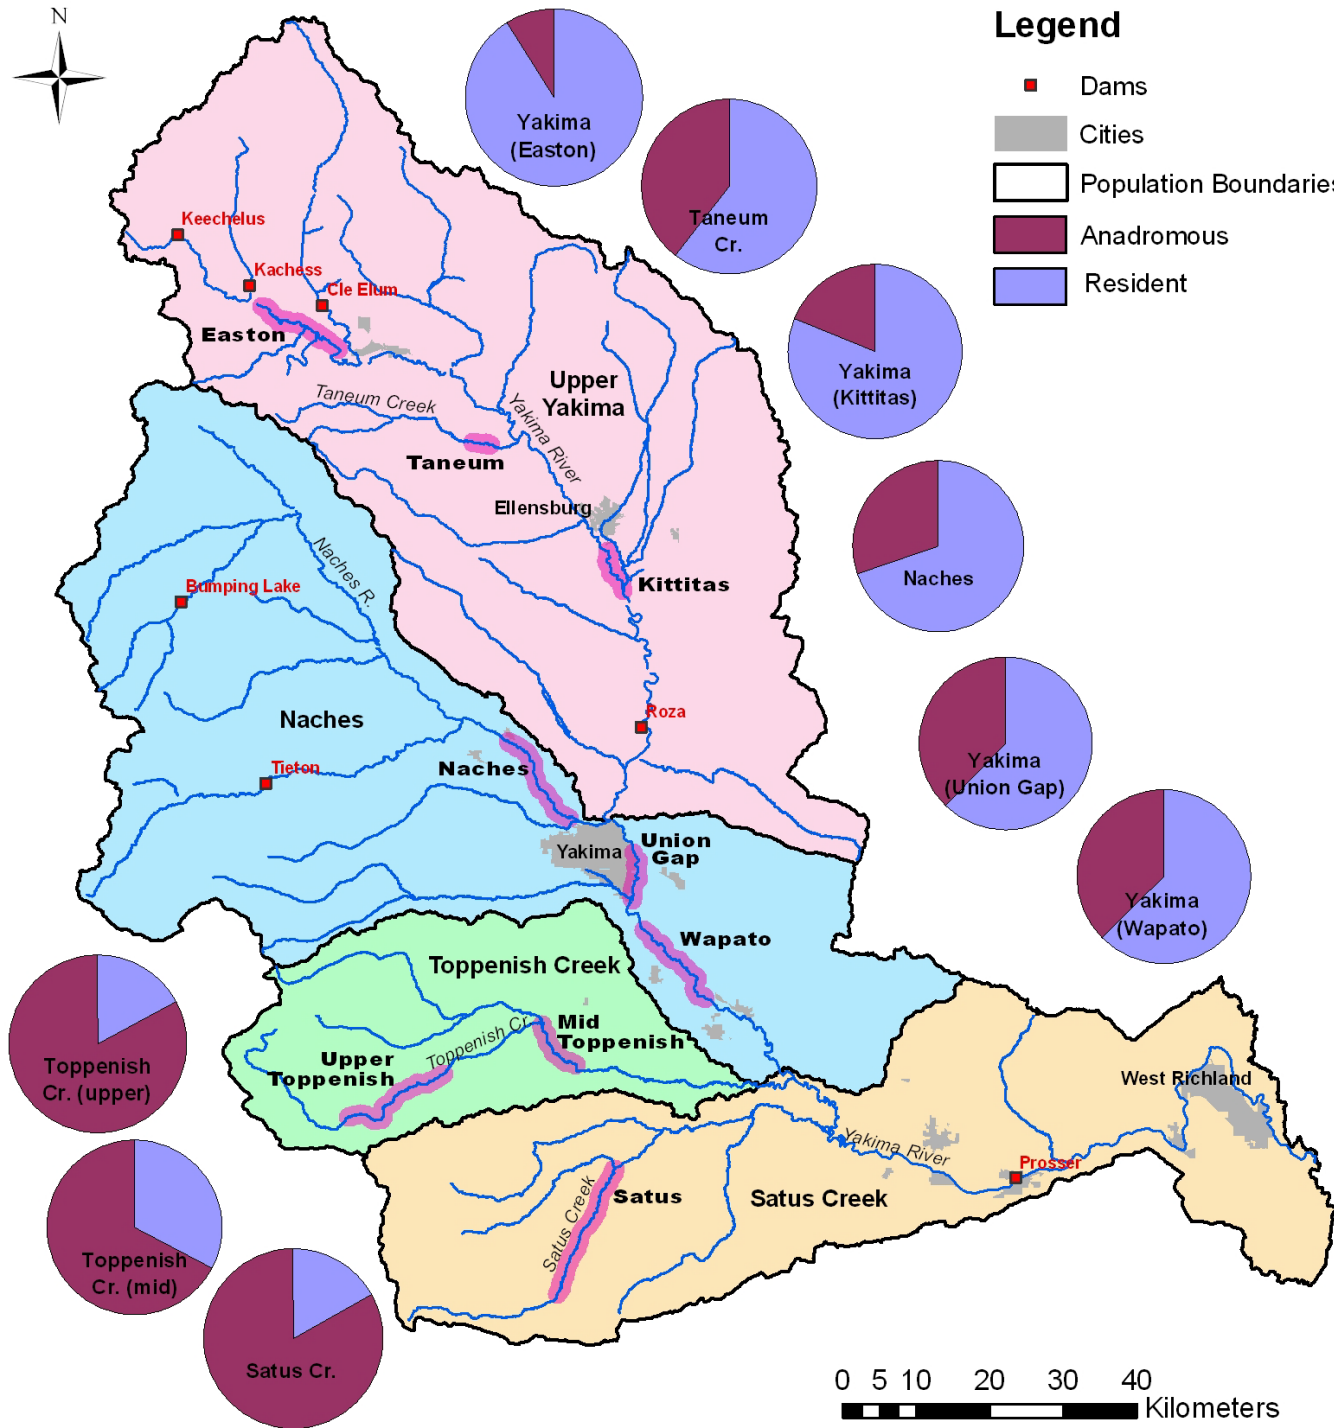 N
Legend
Dams
Cities
Population Boundaries
Anadromous
Resident
Yakima
(Easton)
Taneum
Cr.
Yakima
(Kittitas)
Naches
Yakima
(Union Gap)
Yakima
(Wapato)
Keechelus
Kachess
Cle Elum
Easton
Upper
Yakima
Taneum Creek
Yakima River
Taneum
Ellensburg
Kittitas
Naches R.
Bumping Lake
Roza
Naches
Naches
Tieton
Yakima
Union
Gap
Wapato
Toppenish Creek
Mid
Toppenish
Toppenish Cr.
Upper
Toppenish
West Richland
Yakima River
Prosser
Satus
Satus Creek
Satus Creek
Toppenish
Cr. (upper)
Toppenish
Cr. (mid)
Satus Cr.
0 5 10 20 30 40
Kilometers